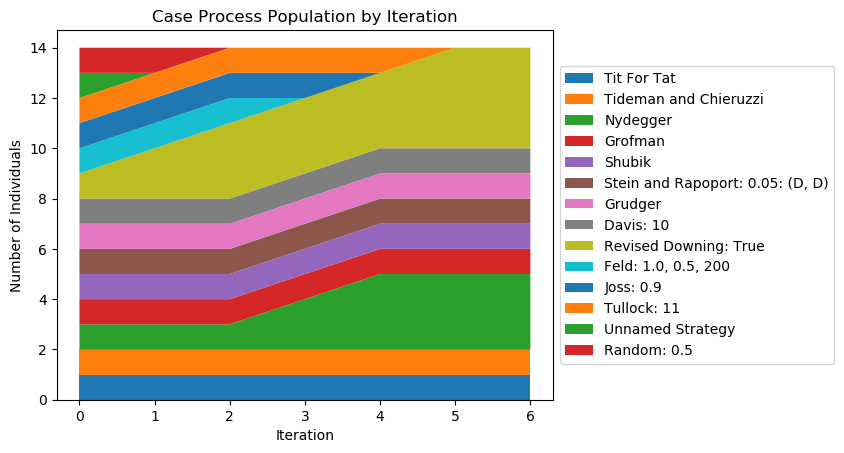 Case Process Population by Iteration
Number of Individuals
14
12
10
8
6
4
2
0
0 1 2 3 4 5 6
Iteration
Tit For Tat
Tideman and Chieruzzi
Nydegger
Grofman
Shubik
Stein and Rapoport: 0.05: (D, D)
Grudger
Davis: 10
Revised Downing: True
Feld: 1.0, 0.5, 200
Joss: 0.9
Tullock: 11
Unnamed Strategy
Random: 0.5